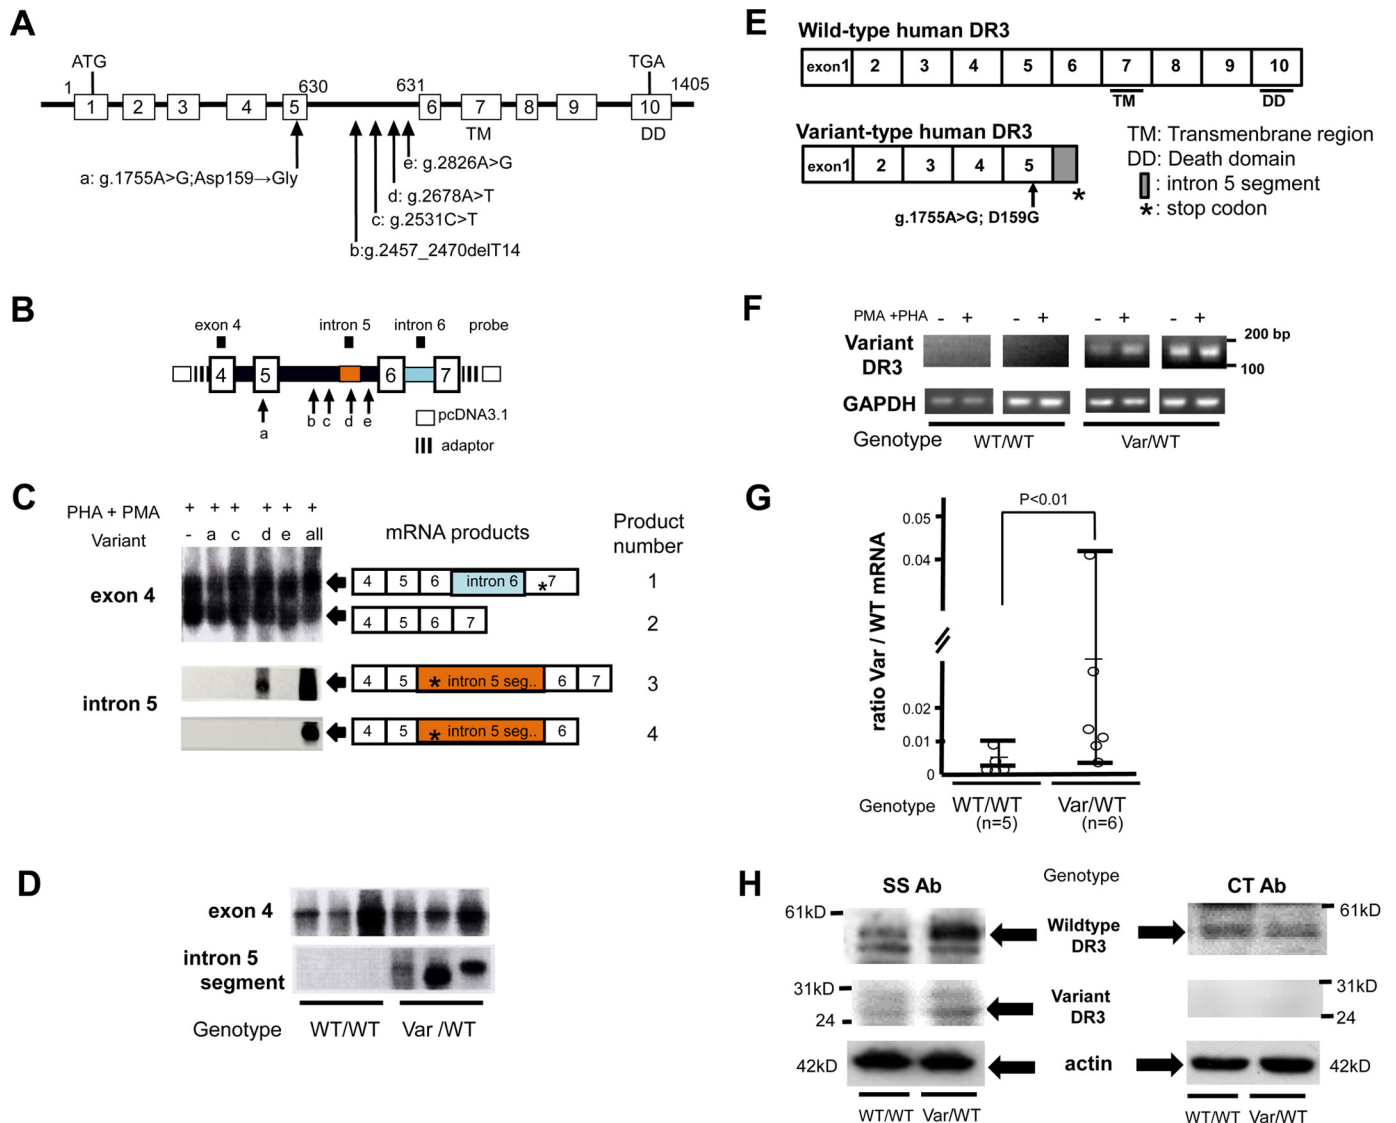 A
ATG
TGA
1
630
631
1405
1 2 3 4 5 6 7 8 9 10
TM
DD
a: g.1755A>G;Asp159→Gly
e: g.2826A>G
d: g.2678A>T
c: g.2531C>T
b:g.2457_2470delT14
B
exon 4
intron 5
intron 6
probe
4 5 6 7
a
b c d e
pcDNA3.1
adaptor
C
PHA + PMA + + + + + +
Variant - a c d e all
mRNA products
Product
number
exon 4
4 5 6 intron 6 *7
1
4 5 6 7
2
intron 5
4 5 * intron 5 seg.. 6 7
3
4 5 * intron 5 seg.. 6
4
D
exon 4
intron 5
segment
Genotype WT/WT Var /WT
E
Wild-type human DR3
exon1 2 3 4 5 6 7 8 9 10
TM
DD
Variant-type human DR3
exon1 2 3 4 5
*
g.1755A>G; D159G
TM: Transmenbrane region
DD: Death domain
: intron 5 segment
*: stop codon
F
PMA +PHA - + - + - + - +
Variant
DR3
200 bp
100
GAPDH
Genotype WT/WT Var/WT
G
P<0.01
ratio Var / WT mRNA
0.05
0.04
0.02
0.01
0
Genotype WT/WT Var/WT
(n=5) (n=6)
H
SS Ab
Genotype
CT Ab
61kD
Wildtype
DR3
61kD
31kD
24
Variant
DR3
31kD
24
42kD
actin
42kD
WT/WT Var/WT
WT/WT Var/WT